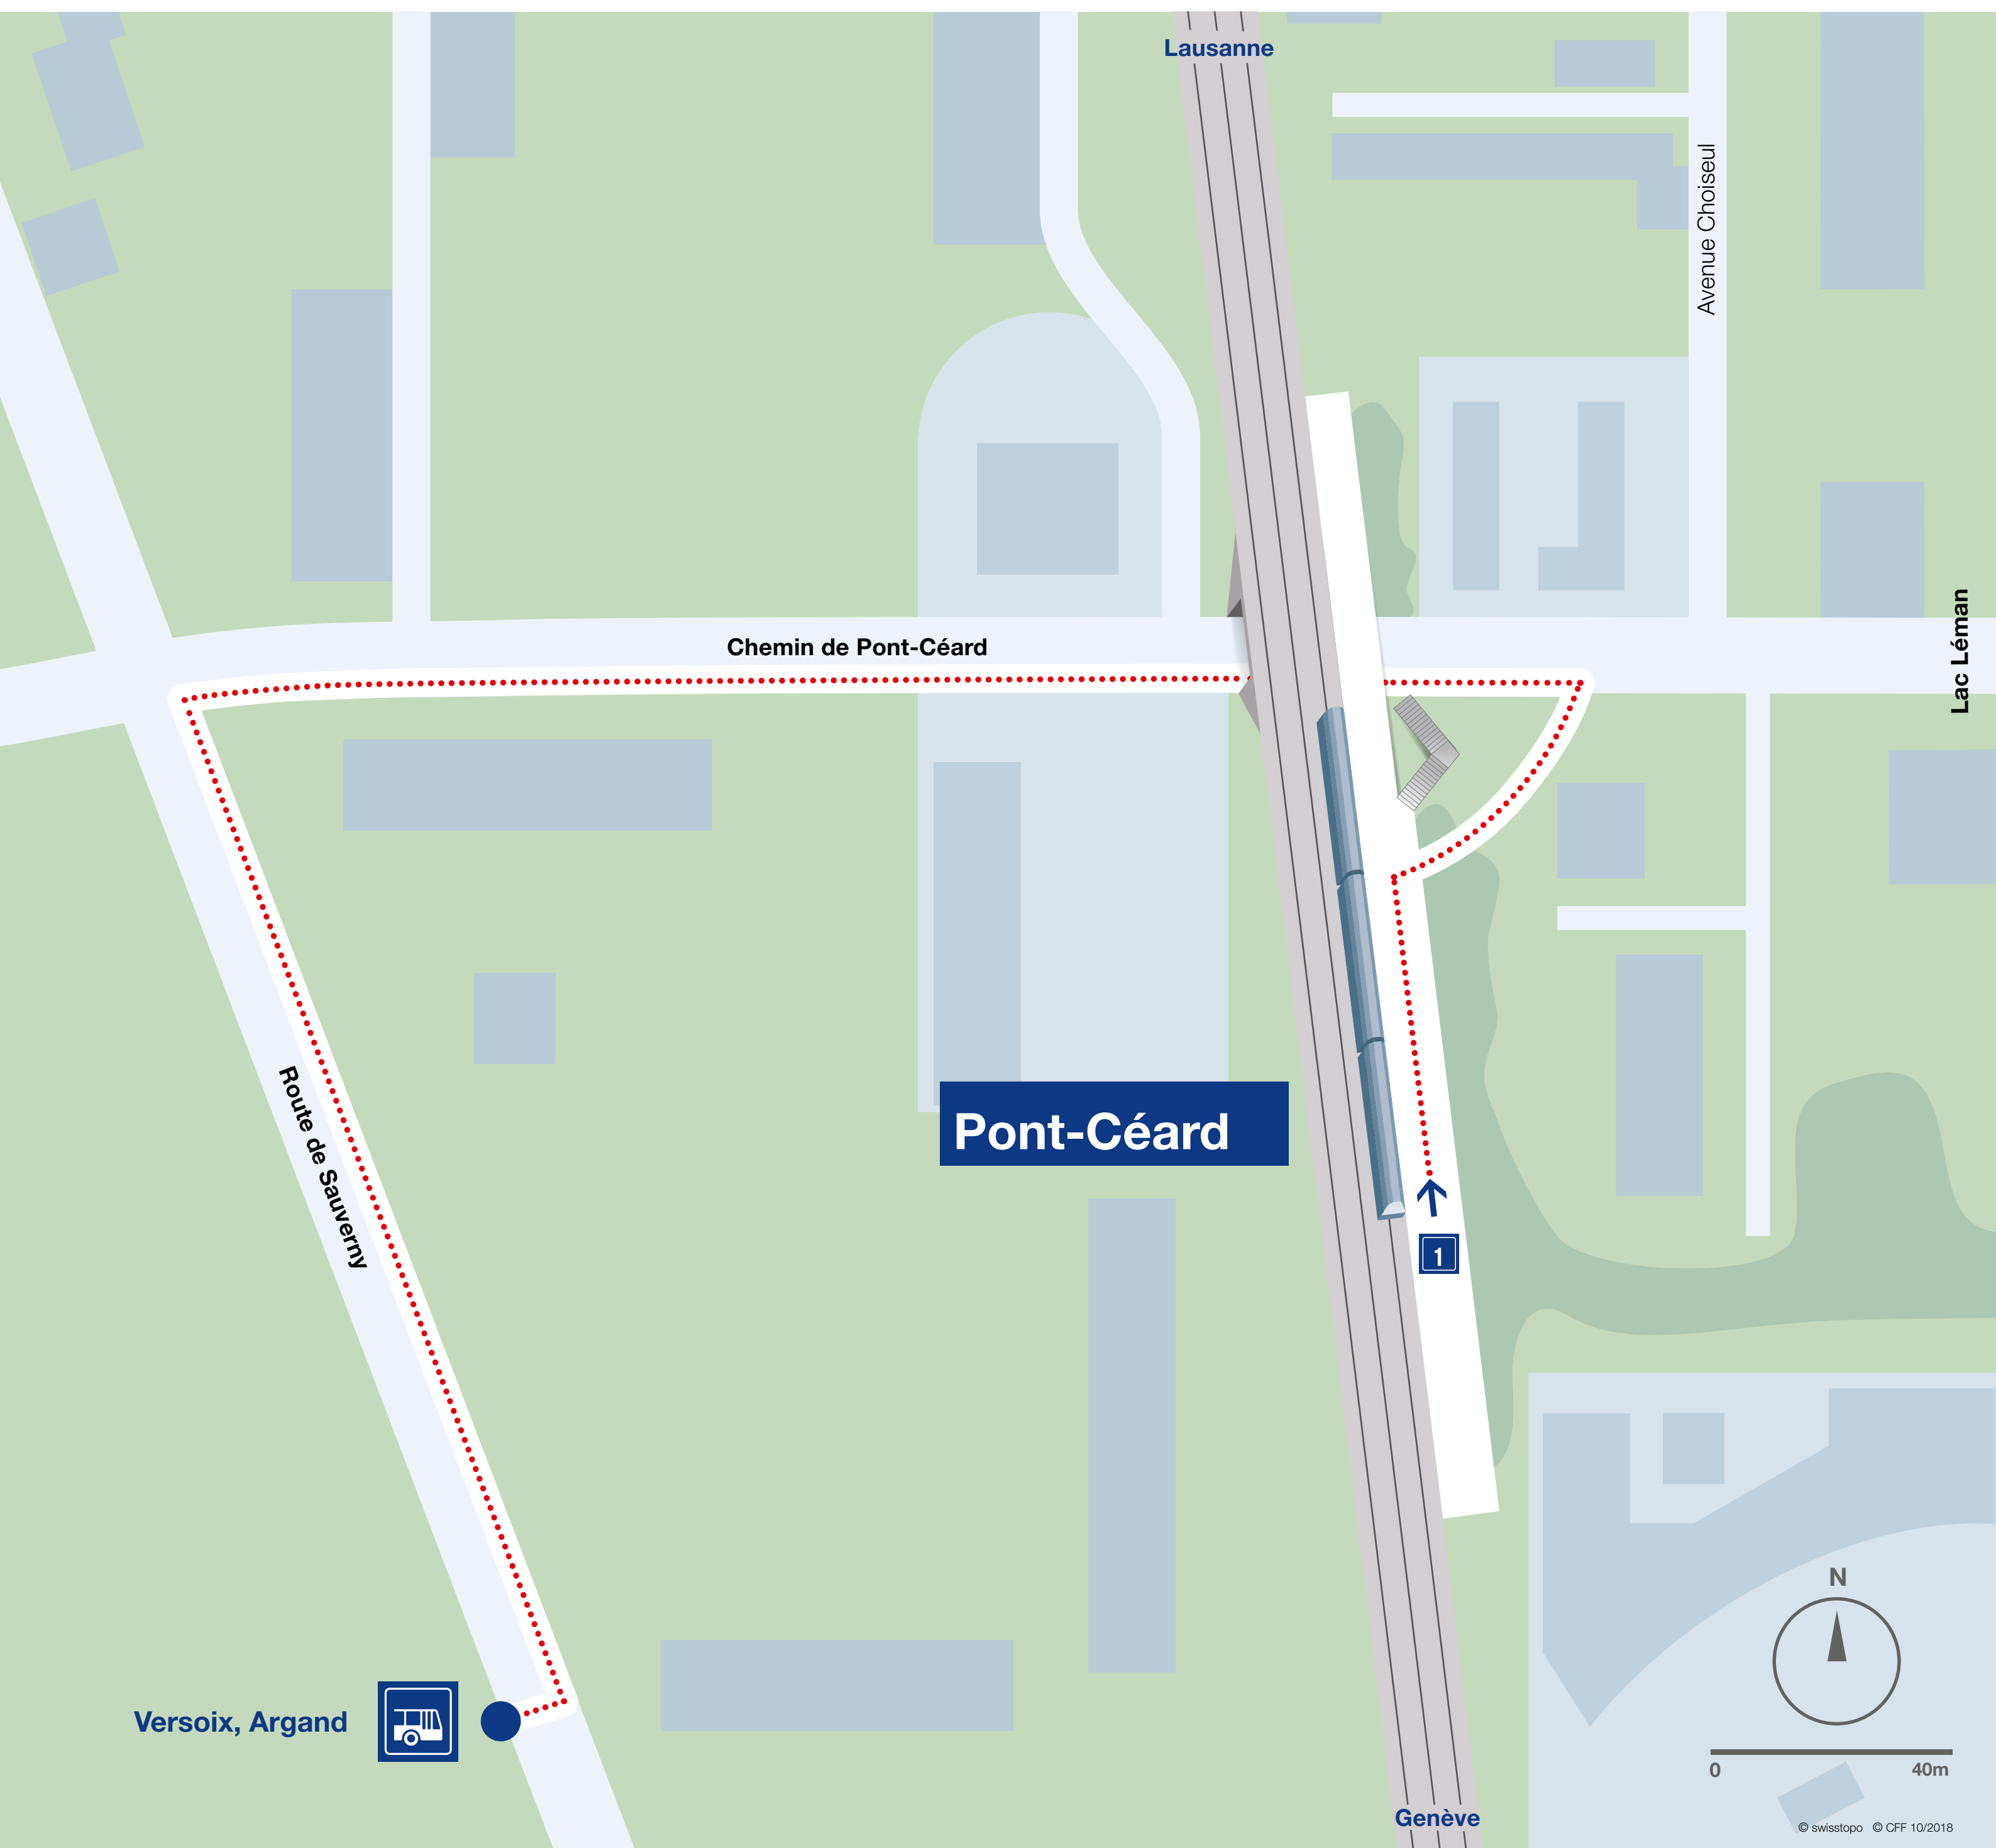 Lausanne
Avenue Choiseul
Chemin de Pont-Céard
Lac Léman
Route de Sauverny
Pont-Céard
1
N
Versoix, Argand
0
40m
Genève
© swisstopo © CFF 10/2018